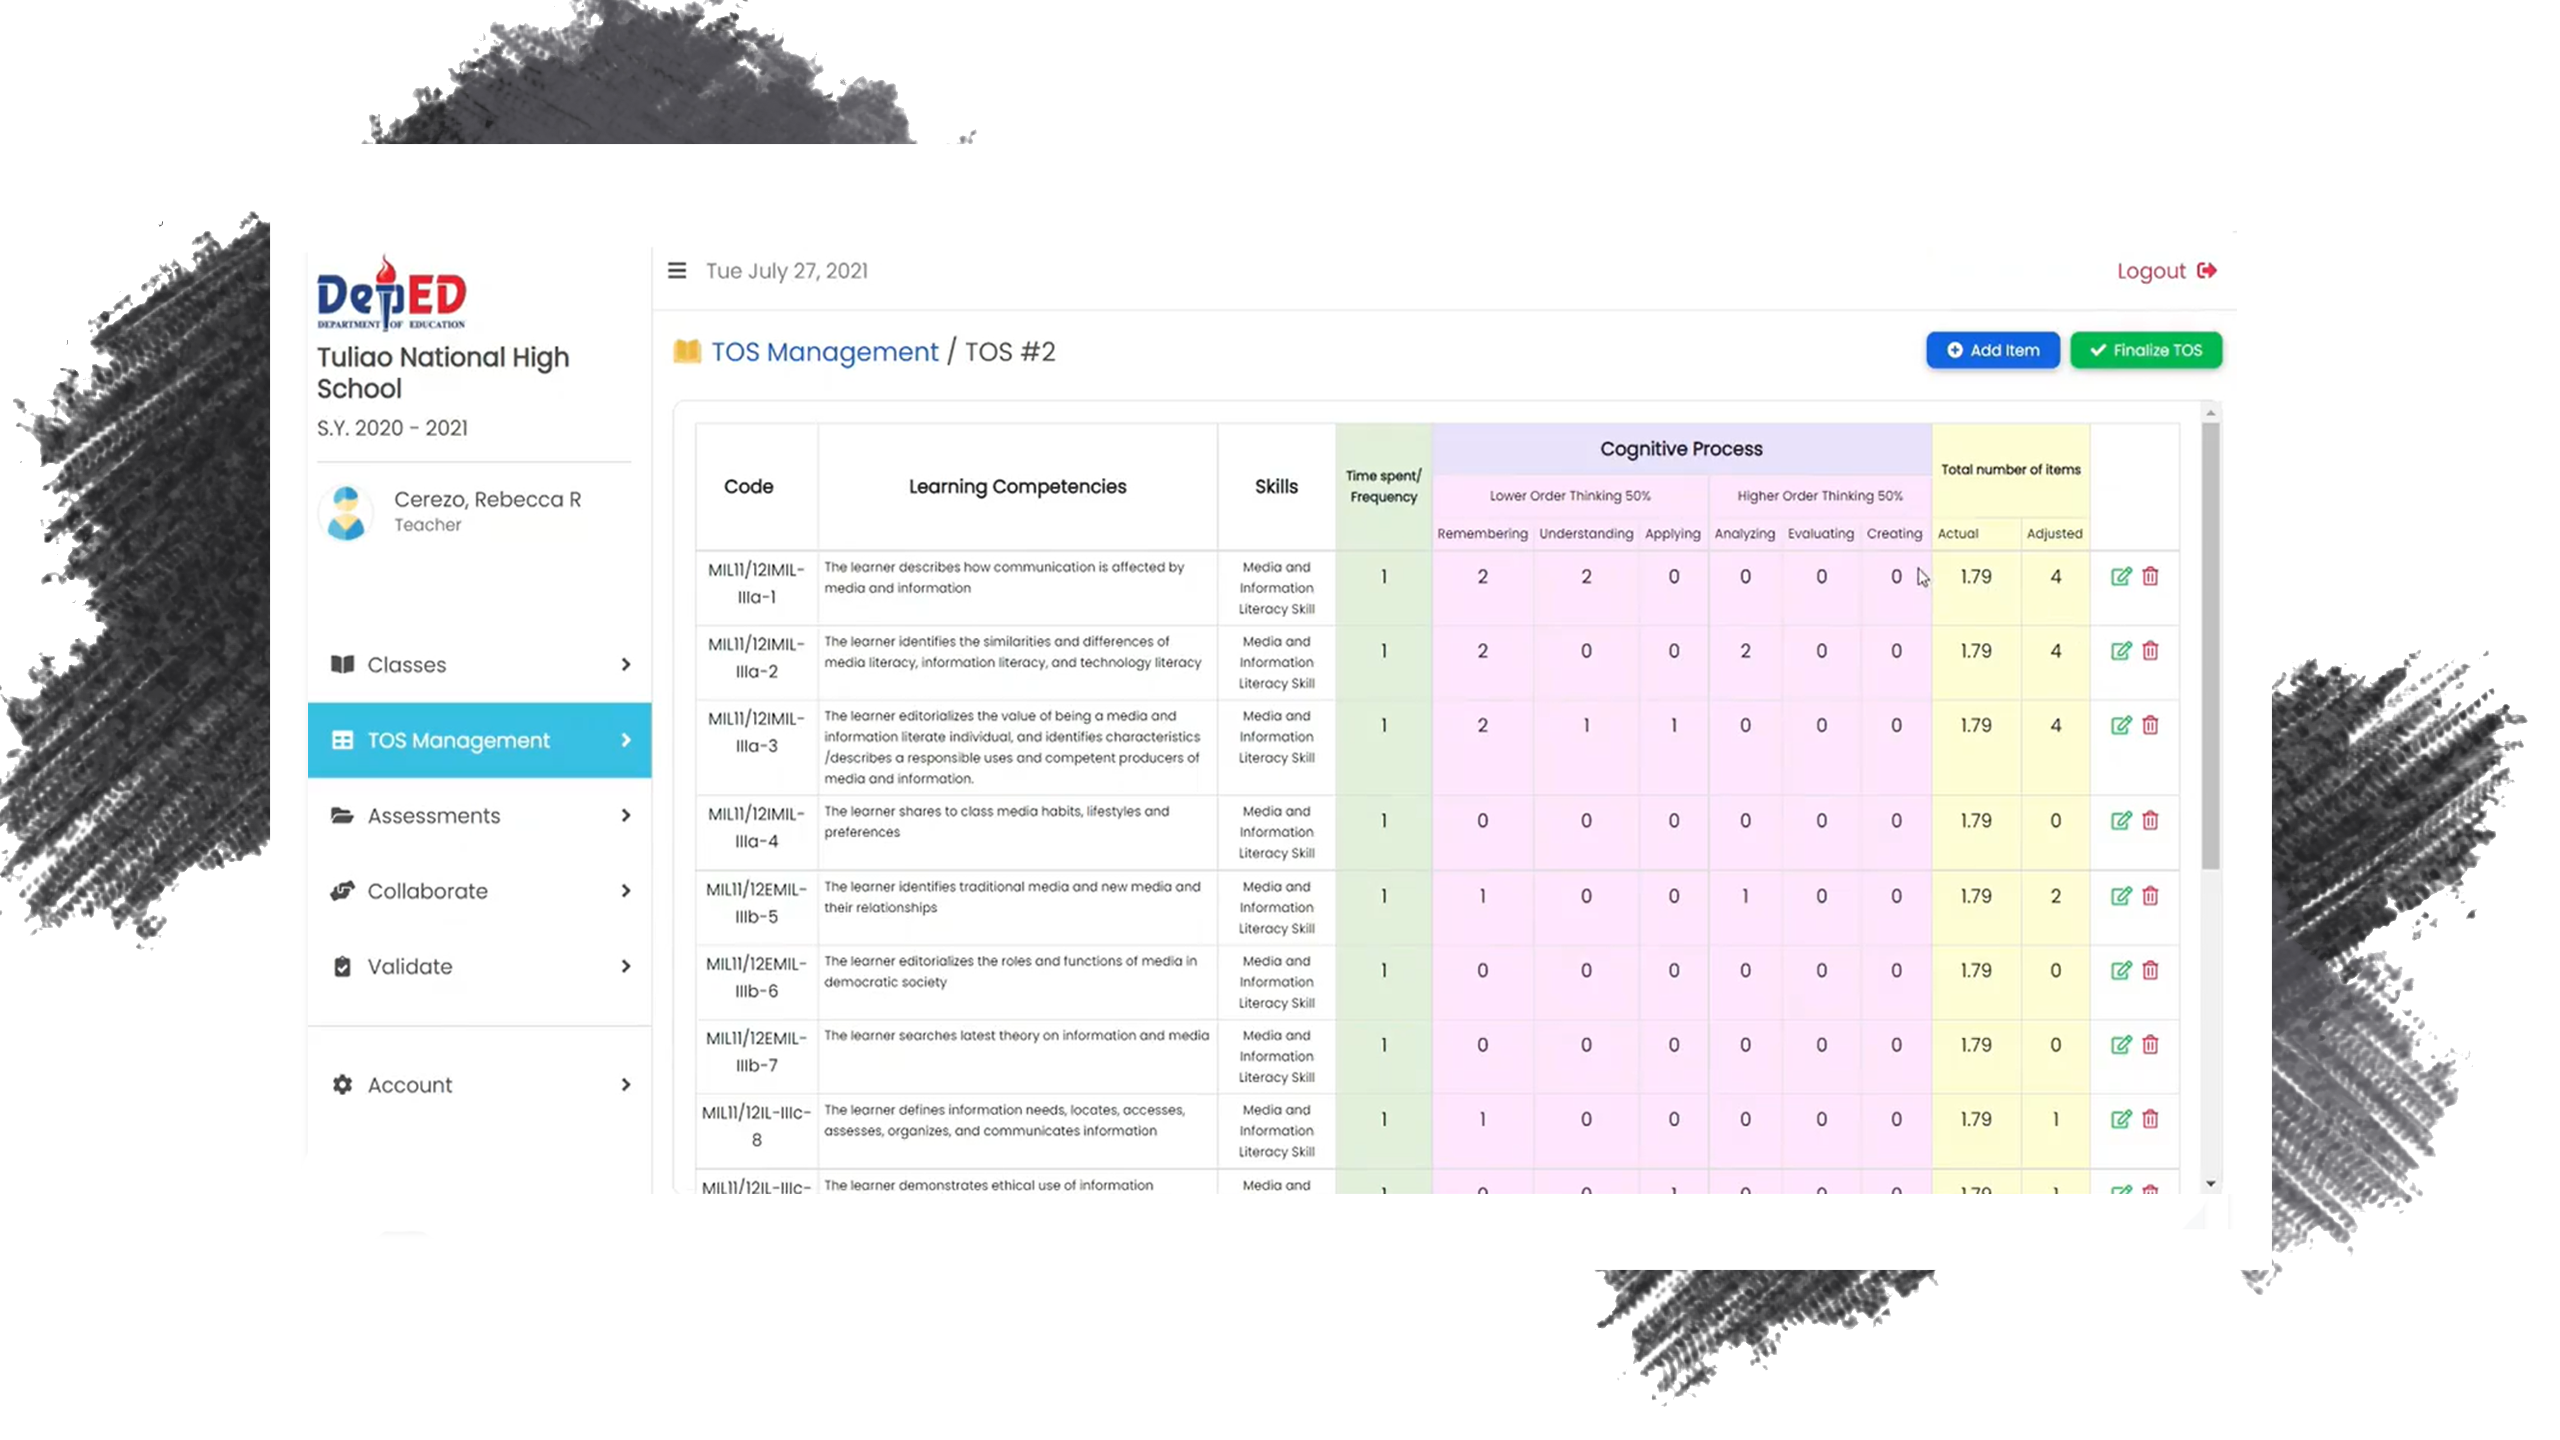 DepED
DEPARTMENT OF EDUCATION
Tuliao National High
School
S.Y. 2020 - 2021
Cerezo, Rebecca R
Teacher
Classes
TOS Management
Assessments
Collaborate
Validate
Account
Tue July 27, 2021
Logout
TOS Management / TOS #2
Add Item
Finalize TOS
Code
Learning Competencies
Skills
Time spent/
Frequency
Cognitive Process
Total number of items
Lower Order Thinking 50%
Higher Order Thinking 50%
Remembering Understanding Applying Analyzing Evaluating Creating Actual Adjusted
MIL11/12IMIL-
IIIa-1
The learner describes how communication is affected by
media and information
Media and
Information
Literacy Skill
1 2 2 0 0 0 0 1.79 4
MIL11/12IMIL-
IIIa-2
The learner identifies the similarities and differences of
media literacy, information literacy, and technology literacy
Media and
Information
Literacy Skill
1 2 0 0 2 0 0 1.79 4
MIL11/12IMIL-
IIIa-3
The learner editorializes the value of being a media and
information literate individual, and identifies characteristics
/describes a responsible uses and competent producers of
media and information.
Media and
Information
Literacy Skill
1 2 1 1 0 0 0 1.79 4
MIL11/12IMIL-
IIIa-4
The learner shares to class media habits, lifestyles and
preferences
Media and
Information
Literacy Skill
1 0 0 0 0 0 0 1.79 0
MIL11/12EMIL-
IIIb-5
The learner identifies traditional media and new media and
their relationships
Media and
Information
Literacy Skill
1 1 0 0 1 0 0 1.79 2
MIL11/12EMIL-
IIIb-6
The learner editorializes the roles and functions of media in
democratic society
Media and
Information
Literacy Skill
1 0 0 0 0 0 0 1.79 0
MIL11/12EMIL-
IIIb-7
The learner searches latest theory on information and media
Media and
Information
Literacy Skill
1 0 0 0 0 0 0 1.79 0
MIL11/12IL-IIIc-
8
The learner defines information needs, locates, accesses,
assesses, organizes, and communicates information
Media and
Information
Literacy Skill
1 1 0 0 0 0 0 1.79 1
MIL11/12IL-IIIc-
The learner demonstrates ethical use of information
Media and
1 0 0 1 0 0 0 1.79 1